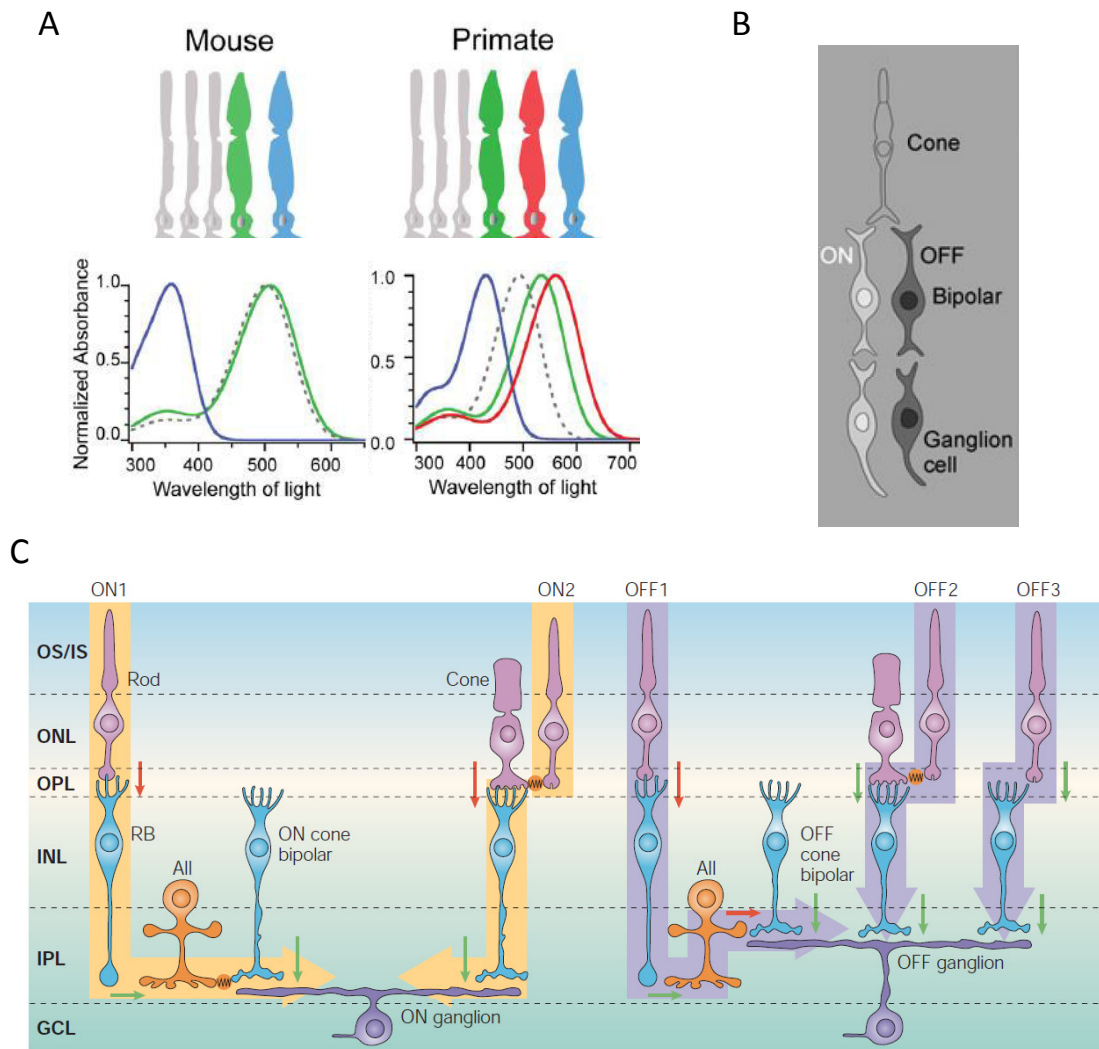 A
Mouse
Primate
Normalized Absorbance
1.0
0.5
0.0
300 400 500 600
Wavelength of light
1.0
0.5
0.0
300 400 500 600 700
Wavelength of light
B
Cone
ON
OFF
Bipolar
Ganglion
cell
C
ON1
ON2
OFF1
OFF2
OFF3
OS/IS
Rod
Cone
ONL
OPL
INL
RB
ON cone
bipolar
OFF
cone
bipolar
AII
AII
IPL
ON ganglion
OFF ganglion
GCL